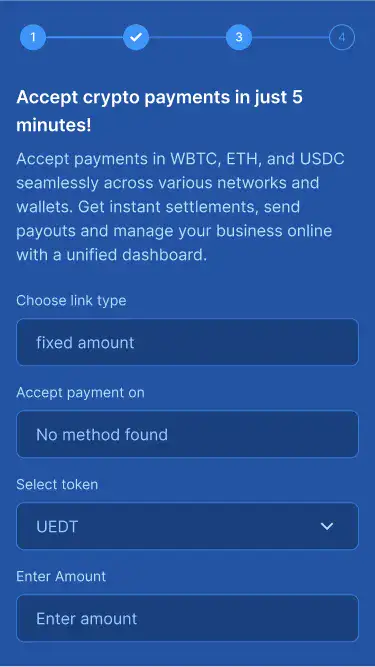 1
3
4
Accept crypto payments in just 5
minutes!
Accept payments in WBTC, ETH, and USDC
seamlessly across various networks and
wallets. Get instant settlements, send
payouts and manage your business online
with a unified dashboard.
Choose link type
fixed amount
Accept payment on
No method found
Select token
UEDT
Enter Amount
Enter amount